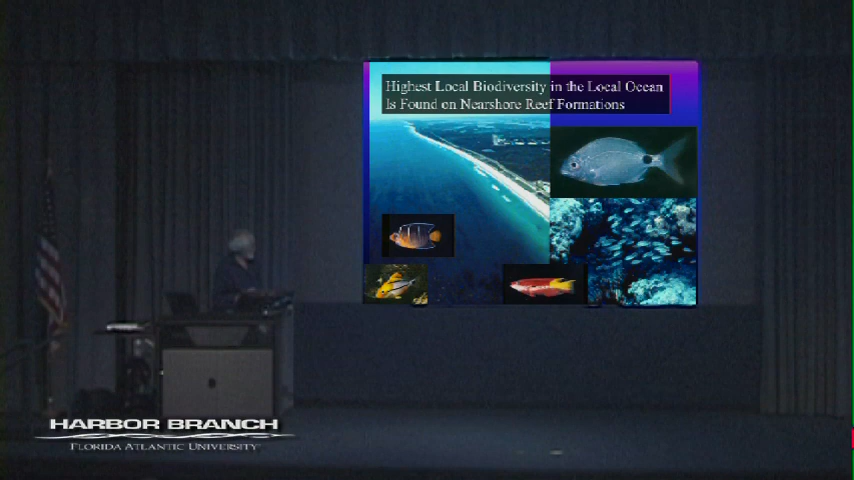 Highest Local Biodiversity in the Local Ocean
Is Found on Nearshore Reef Formations
HARBOR BRANCH
FLORIDA ATLANTIC UNIVERSITY